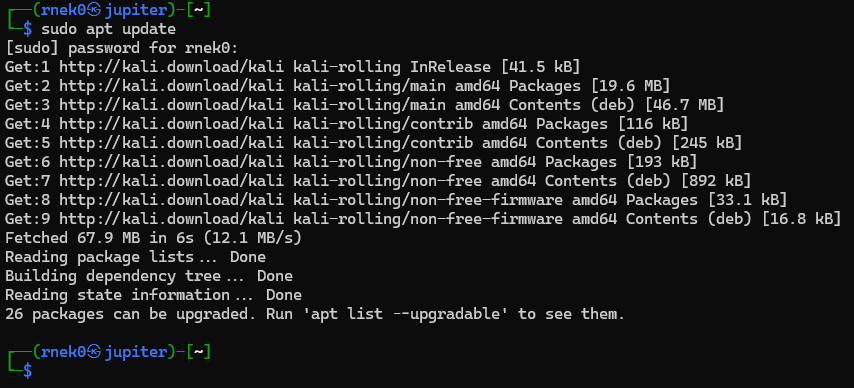 ┌──(rnek0㉿jupiter)-[~]
└─$ sudo apt update
[sudo] password for rnek0:
Get:1 http://kali.download/kali kali-rolling InRelease [41.5 kB]
Get:2 http://kali.download/kali kali-rolling/main amd64 Packages [19.6 MB]
Get:3 http://kali.download/kali kali-rolling/main amd64 Contents (deb) [46.7 MB]
Get:4 http://kali.download/kali kali-rolling/contrib amd64 Packages [116 kB]
Get:5 http://kali.download/kali kali-rolling/contrib amd64 Contents (deb) [245 kB]
Get:6 http://kali.download/kali kali-rolling/non-free amd64 Packages [193 kB]
Get:7 http://kali.download/kali kali-rolling/non-free amd64 Contents (deb) [892 kB]
Get:8 http://kali.download/kali kali-rolling/non-free-firmware amd64 Packages [33.1 kB]
Get:9 http://kali.download/kali kali-rolling/non-free-firmware amd64 Contents (deb) [16.8 kB]
Fetched 67.9 MB in 6s (12.1 MB/s)
Reading package lists... Done
Building dependency tree... Done
Reading state information... Done
26 packages can be upgraded. Run 'apt list --upgradable' to see them.
┌──(rnek0㉿jupiter)-[~]
└─$